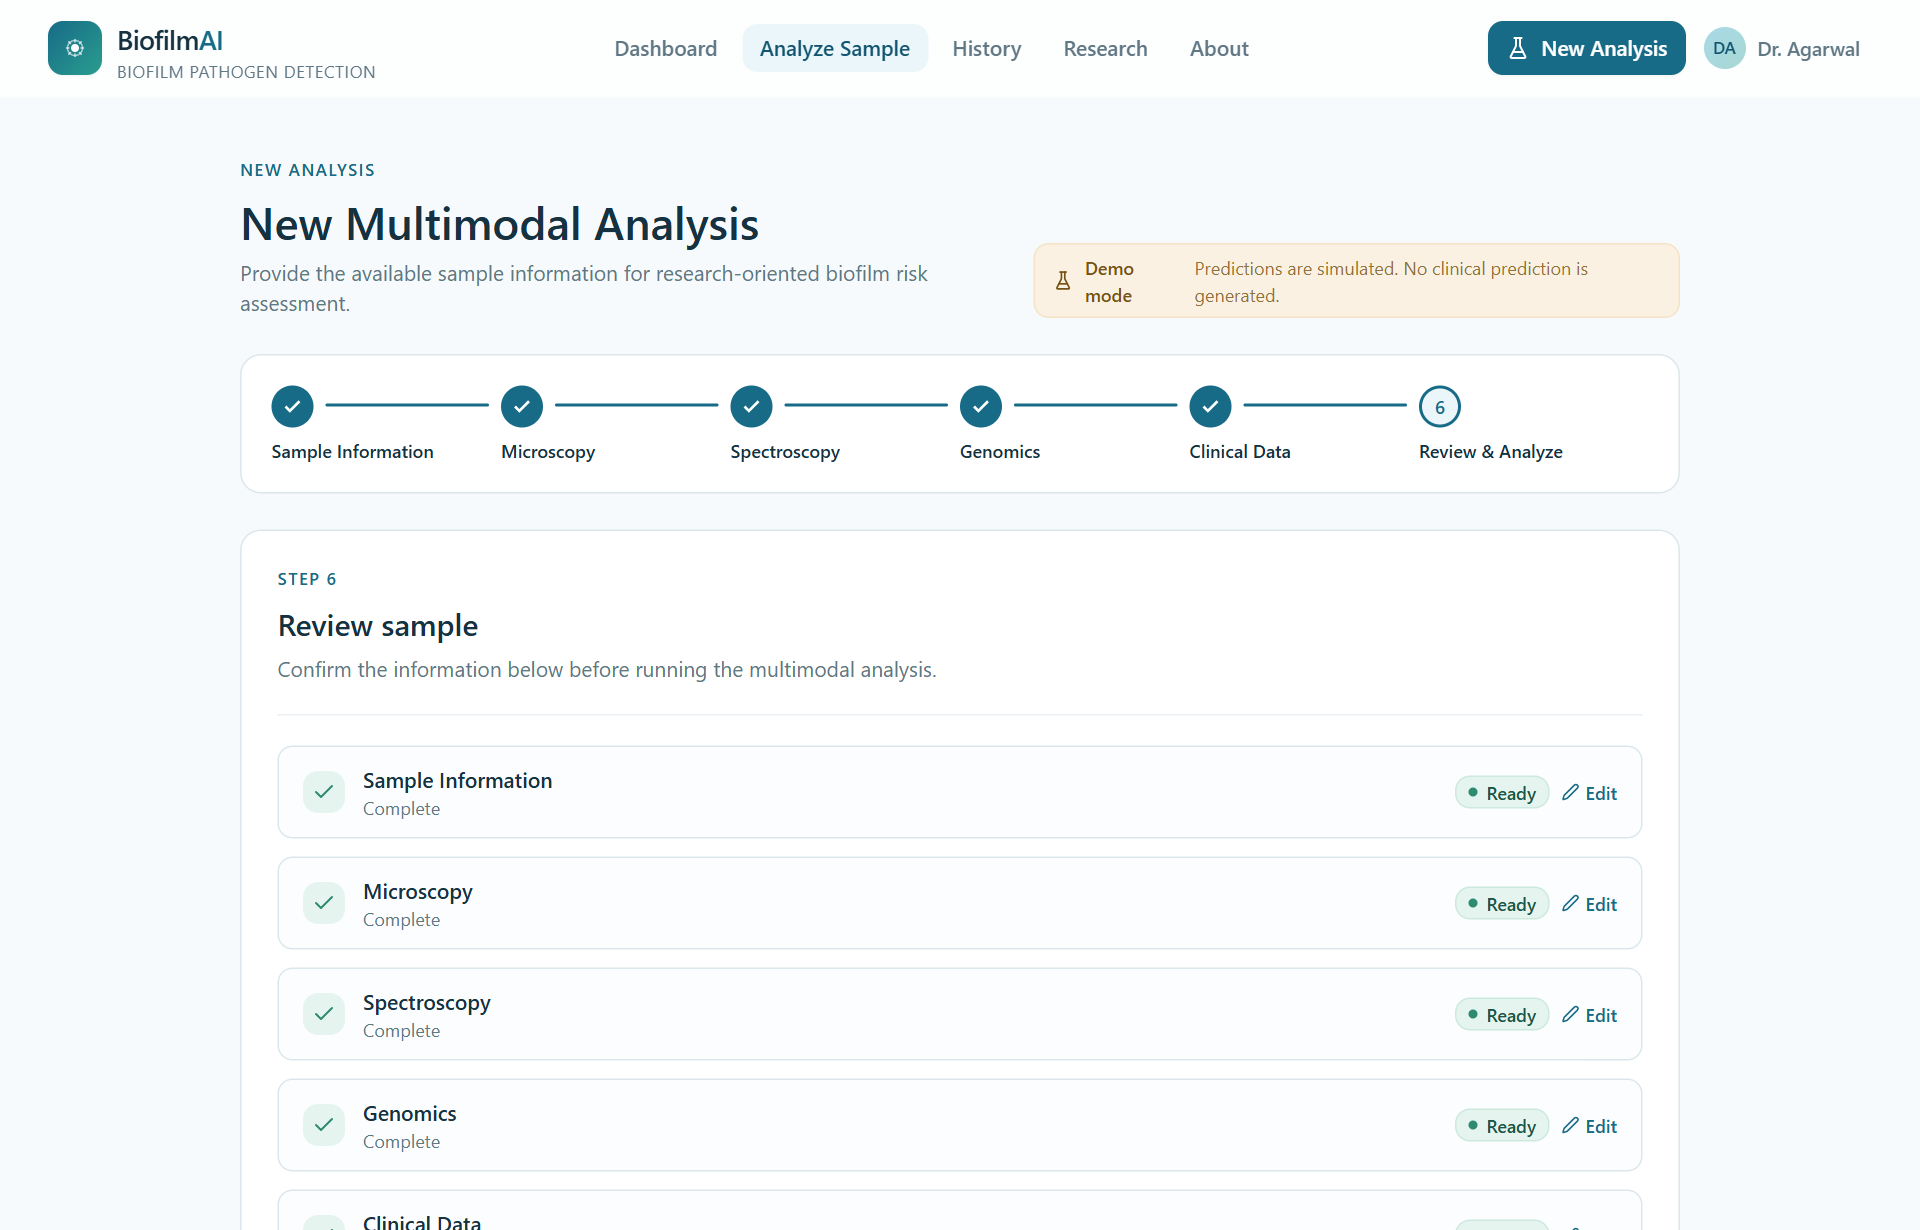 BiofilmAI
BIOFILM PATHOGEN DETECTION
Dashboard
Analyze Sample
History
Research
About
New Analysis
DA
Dr. Agarwal
NEW ANALYSIS
New Multimodal Analysis
Provide the available sample information for research-oriented biofilm risk
assessment.
Demo
mode
Predictions are simulated. No clinical prediction is
generated.
6
Sample Information
Microscopy
Spectroscopy
Genomics
Clinical Data
Review & Analyze
STEP 6
Review sample
Confirm the information below before running the multimodal analysis.
Sample Information
Complete
Ready
Edit
Microscopy
Complete
Ready
Edit
Spectroscopy
Complete
Ready
Edit
Genomics
Complete
Ready
Edit
Clinical Data